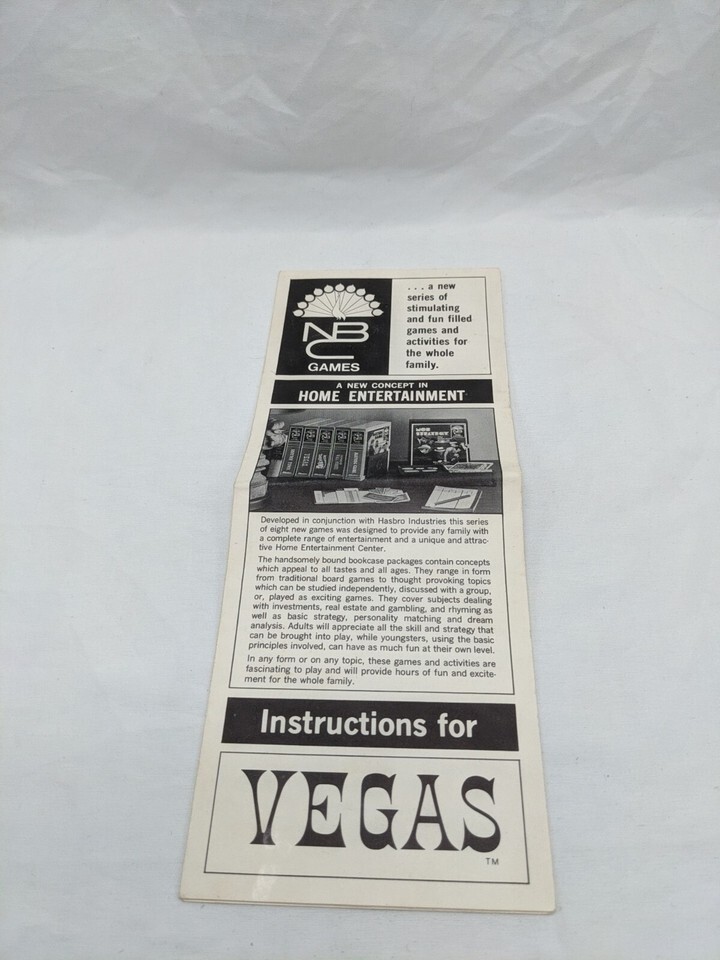 NBC
GAMES
. . . a new
series of
stimulating
and fun filled
games and
activities for
the whole
family.
A NEW CONCEPT IN
HOME ENTERTAINMENT
Developed in conjunction with Hasbro Industries this series
of eight new games was designed to provide any family with
a complete range of entertainment and a unique and attrac-
tive Home Entertainment Center.
The handsomely bound bookcase packages contain concepts
which appeal to all tastes and all ages. They range in form
from traditional board games to thought provoking topics
which can be studied independently, discussed with a group,
or, played as exciting games. They cover subjects dealing
with investments, real estate and gambling, and rhyming as
well as basic strategy, personality matching and dream
analysis. Adults will appreciate all the skill and strategy that
can be brought into play, while youngsters, using the basic
principles involved, can have as much fun at their own level.
In any form or on any topic, these games and activities are
fascinating to play and will provide hours of fun and excite-
ment for the whole family.
Instructions for
VEGAS
TM